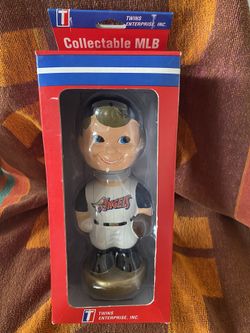 TWINS
ENTERPRISE, INC.
Collectable MLB
ANGELS
TWINS
ENTERPRISE, INC.